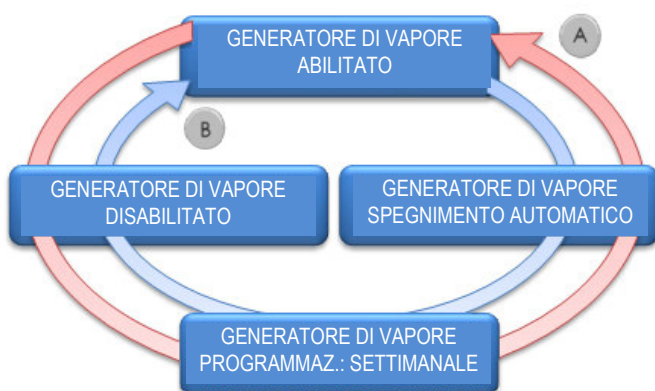 GENERATORE DI VAPORE
ABILITATO
A
B
GENERATORE DI VAPORE
DISABILITATO
GENERATORE DI VAPORE
SPEGNIMENTO AUTOMATICO
GENERATORE DI VAPORE
PROGRAMMAZ.: SETTIMANALE